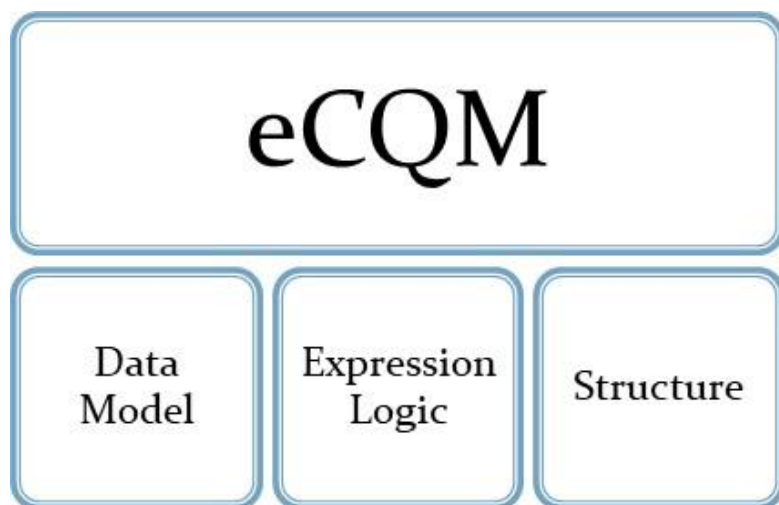 eCQM
Data
Model
Expression
Logic
Structure